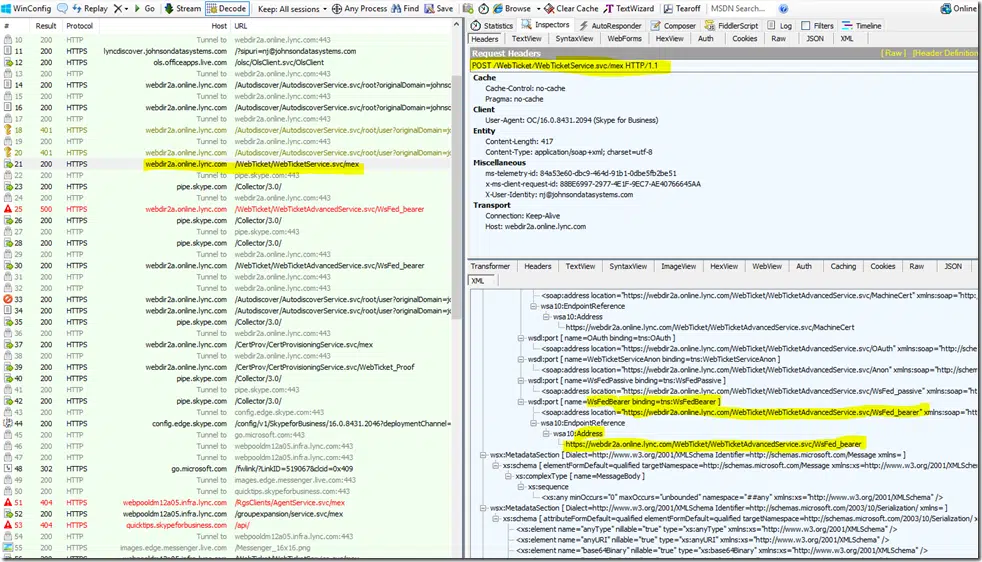 WinConfig Replay Go Stream Decode Keep: All sessions Any Process Find Save Browse Clear Cache TextWizard Tearoff MSDN Search... Online
# Result Protocol Host URL
10 200 HTTP Tunnel to webdir2a.online.lync.com:443
11 200 HTTPS lyncdiscover.johnsondatasystems.com /?sipuri=nj@johnsondatasystems.com
12 200 HTTPS ols.officeapps.live.com /olsc/OlsClient.svc/OlsClient
13 200 HTTP Tunnel to webdir2a.online.lync.com:443
14 200 HTTPS webdir2a.online.lync.com /Autodiscover/AutodiscoverService.svc/root?originalDomain=johnso
15 200 HTTP Tunnel to webdir2a.online.lync.com:443
16 200 HTTPS webdir2a.online.lync.com /Autodiscover/AutodiscoverService.svc/root?originalDomain=johnso
17 200 HTTP Tunnel to webdir2a.online.lync.com:443
18 401 HTTPS webdir2a.online.lync.com /Autodiscover/AutodiscoverService.svc/root/user?originalDomain=jo
19 200 HTTP Tunnel to webdir2a.online.lync.com:443
20 401 HTTPS webdir2a.online.lync.com /Autodiscover/AutodiscoverService.svc/root/user?originalDomain=jo
21 200 HTTPS webdir2a.online.lync.com /WebTicket/WebTicketService.svc/mex
22 200 HTTP Tunnel to pipe.skype.com:443
23 200 HTTPS pipe.skype.com /Collector/3.0/
24 200 HTTP Tunnel to webdir2a.online.lync.com:443
25 500 HTTPS webdir2a.online.lync.com /WebTicket/WebTicketAdvancedService.svc/WsFed_bearer
26 200 HTTPS pipe.skype.com /Collector/3.0/
27 200 HTTP Tunnel to pipe.skype.com:443
28 200 HTTPS pipe.skype.com /Collector/3.0/
29 200 HTTP Tunnel to webdir2a.online.lync.com:443
30 200 HTTPS webdir2a.online.lync.com /WebTicket/WebTicketAdvancedService.svc/WsFed_bearer
31 200 HTTP Tunnel to webdir2a.online.lync.com:443
32 200 HTTP Tunnel to webdir2a.online.lync.com:443
33 200 HTTPS webdir2a.online.lync.com /Autodiscover/AutodiscoverService.svc/root/user?originalDomain=jo
34 200 HTTPS webdir2a.online.lync.com /Autodiscover/AutodiscoverService.svc/root/user?originalDomain=jo
35 200 HTTPS pipe.skype.com /Collector/3.0/
36 200 HTTP Tunnel to webdir2a.online.lync.com:443
37 200 HTTPS webdir2a.online.lync.com /CertProv/CertProvisioningService.svc/mex
38 200 HTTP Tunnel to webdir2a.online.lync.com:443
39 200 HTTPS webdir2a.online.lync.com /CertProv/CertProvisioningService.svc/WebTicket_Proof
40 200 HTTPS pipe.skype.com /Collector/3.0/
41 200 HTTP Tunnel to pipe.skype.com:443
42 200 HTTPS pipe.skype.com /Collector/3.0/
43 200 HTTP Tunnel to config.edge.skype.com:443
44 200 HTTPS config.edge.skype.com /config/v1/SkypeforBusiness/16.0.8431.2046?deploymentChannel=
45 200 HTTP Tunnel to go.microsoft.com:443
46 200 HTTP Tunnel to webpooldm12a05.infra.lync.com:443
47 200 HTTP Tunnel to webpooldm12a05.infra.lync.com:443
48 302 HTTPS go.microsoft.com /fwlink/?LinkID=519067&clcid=0x409
49 200 HTTP Tunnel to images.edge.messenger.live.com:443
50 200 HTTP Tunnel to quicktips.skypeforbusiness.com:443
51 404 HTTPS webpooldm12a05.infra.lync.com /RgsClients/AgentService.svc/mex
52 200 HTTPS webpooldm12a05.infra.lync.com /groupexpansion/service.svc/mex
53 404 HTTPS quicktips.skypeforbusiness.com /api/
54 200 HTTP Tunnel to webpooldm12a05.infra.lync.com:443
55 200 HTTPS images.edge.messenger.live.com /Messenger_16x16.png
Statistics Inspectors AutoResponder Composer FiddlerScript Log Filters Timeline
Headers TextView SyntaxView WebForms HexView Auth Cookies Raw JSON XML
Request Headers [ Raw ] [Header Definition
POST /WebTicket/WebTicketService.svc/mex HTTP/1.1
Cache
Cache-Control: no-cache
Pragma: no-cache
Client
User-Agent: OC/16.0.8431.2094 (Skype for Business)
Entity
Content-Length: 417
Content-Type: application/soap+xml; charset=utf-8
Miscellaneous
ms-telemetry-id: 84a53e60-dbc9-464d-91b1-0dbe5fb2be51
x-ms-client-request-id: 88BE6997-2977-4E1F-9EC7-AE40766645AA
X-User-Identity: nj@johnsondatasystems.com
Transport
Connection: Keep-Alive
Host: webdir2a.online.lync.com
Transformer Headers TextView SyntaxView ImageView HexView WebView Auth Caching Cookies Raw JSON
XML
<soap:address location="https://webdir2a.online.lync.com/WebTicket/WebTicketAdvancedService.svc/MachineCert" xmlns:soap="http:/
wsa10:EndpointReference
wsa10:Address
https://webdir2a.online.lync.com/WebTicket/WebTicketAdvancedService.svc/MachineCert
wsdl:port [ name=OAuth binding=tns:OAuth ]
<soap:address location="https://webdir2a.online.lync.com/WebTicket/WebTicketAdvancedService.svc/OAuth" xmlns:soap="http://schem
wsdl:port [ name=WebTicketServiceAnon binding=tns:WebTicketServiceAnon ]
<soap:address location="https://webdir2a.online.lync.com/WebTicket/WebTicketAdvancedService.svc/Anon" xmlns:soap="http://schem
wsdl:port [ name=WsFedPassive binding=tns:WsFedPassive ]
<soap:address location="https://webdir2a.online.lync.com/WebTicket/WebTicketAdvancedService.svc/WsFed_passive" xmlns:soap="htt
wsdl:port [ name=WsFedBearer binding=tns:WsFedBearer ]
<soap:address location="https://webdir2a.online.lync.com/WebTicket/WebTicketAdvancedService.svc/WsFed_bearer" xmlns:soap="http
wsa10:EndpointReference
wsa10:Address
https://webdir2a.online.lync.com/WebTicket/WebTicketAdvancedService.svc/WsFed_bearer
wsx:MetadataSection [ Dialect=http://www.w3.org/2001/XMLSchema Identifier=http://schemas.microsoft.com/Message xmlns= ]
xs:schema [ elementFormDefault=qualified targetNamespace=http://schemas.microsoft.com/Message xmlns:xs=http://www.w3.org/2001/XMLSch
xs:complexType [
xs:sequence
<xs:any minOccurs="0" maxOccurs="unbounded" namespace="##any" xmlns:xs="http://www.w3.org/2001/XMLSchema" />
wsx:MetadataSection [ Dialect=http://www.w3.org/2001/XMLSchema Identifier=http://schemas.microsoft.com/2003/10/Serialization/ xmlns= ]
xs:schema [ attributeFormDefault=qualified elementFormDefault=qualified targetNamespace=http://schemas.microsoft.com/2003/10/Serialization/
<xs:element name="anyType" nillable="true" type="xs:anyType" xmlns:xs="http://www.w3.org/2001/XMLSchema" />
<xs:element name="anyURI" nillable="true" type="xs:anyURI" xmlns:xs="http://www.w3.org/2001/XMLSchema" />
<xs:element name="base64Binary" nillable="true" type="xs:base64Binary" xmlns:xs="http://www.w3.org/2001/XMLSchema" />